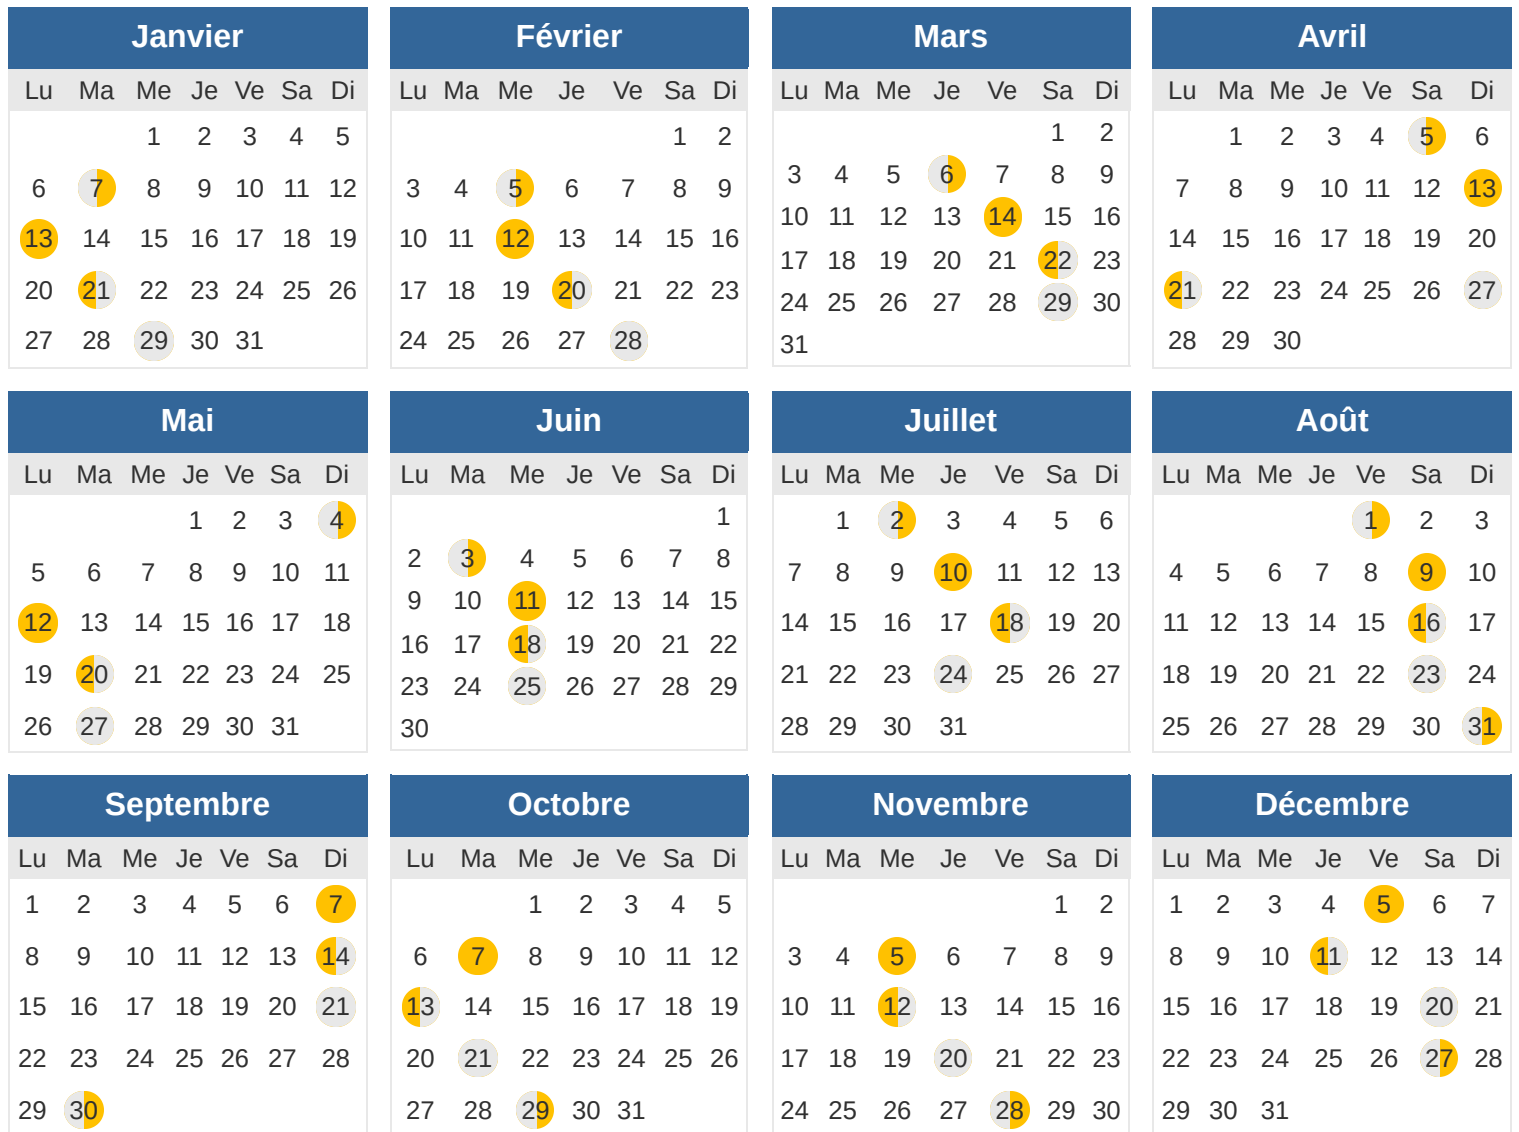 Janvier Février Mars Avril
Lu Ma Me Je Ve Sa Di Lu Ma Me Je Ve Sa Di Lu Ma Me Je Ve Sa Di Lu Ma Me Je Ve Sa Di
1 2 3 4 5 1 2 1 2 1 2 3 4 5 6
6 7 8 9 10 11 12 3 4 5 6 7 8 9 3 4 5 6 7 8 9 7 8 9 10 11 12 13
13 14 15 16 17 18 19 10 11 12 13 14 15 16 10 11 12 13 14 15 16 14 15 16 17 18 19 20
20 21 22 23 24 25 26 17 18 19 20 21 22 23 17 18 19 20 21 22 23 21 22 23 24 25 26 27
27 28 29 30 31 24 25 26 27 28 24 25 26 27 28 29 30 28 29 30
31
Mai Juin Juillet Août
Lu Ma Me Je Ve Sa Di Lu Ma Me Je Ve Sa Di Lu Ma Me Je Ve Sa Di Lu Ma Me Je Ve Sa Di
1 2 3 4 1 1 2 3 4 5 6 1 2 3
5 6 7 8 9 10 11 2 3 4 5 6 7 8 7 8 9 10 11 12 13 4 5 6 7 8 9 10
12 13 14 15 16 17 18 9 10 11 12 13 14 15 14 15 16 17 18 19 20 11 12 13 14 15 16 17
19 20 21 22 23 24 25 16 17 18 19 20 21 22 21 22 23 24 25 26 27 18 19 20 21 22 23 24
26 27 28 29 30 31 23 24 25 26 27 28 29 28 29 30 31 25 26 27 28 29 30 31
30
Septembre Octobre Novembre Décembre
Lu Ma Me Je Ve Sa Di Lu Ma Me Je Ve Sa Di Lu Ma Me Je Ve Sa Di Lu Ma Me Je Ve Sa Di
1 2 3 4 5 6 7 1 2 3 4 5 1 2 1 2 3 4 5 6 7
8 9 10 11 12 13 14 6 7 8 9 10 11 12 3 4 5 6 7 8 9 8 9 10 11 12 13 14
15 16 17 18 19 20 21 13 14 15 16 17 18 19 10 11 12 13 14 15 16 15 16 17 18 19 20 21
22 23 24 25 26 27 28 20 21 22 23 24 25 26 17 18 19 20 21 22 23 22 23 24 25 26 27 28
29 30 27 28 29 30 31 24 25 26 27 28 29 30 29 30 31